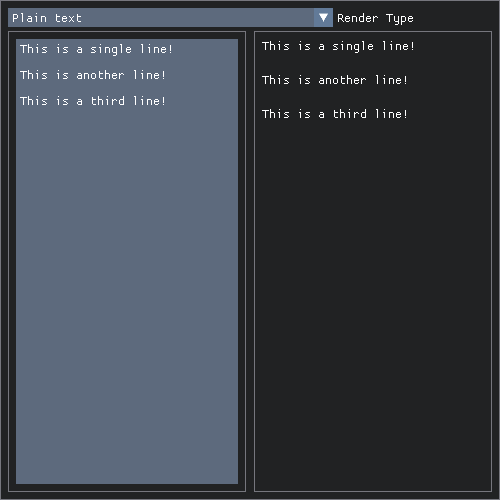 Plain text
Render Type
This is a single line!
This is another line!
This is a third line!
This is a single line!
This is another line!
This is a third line!